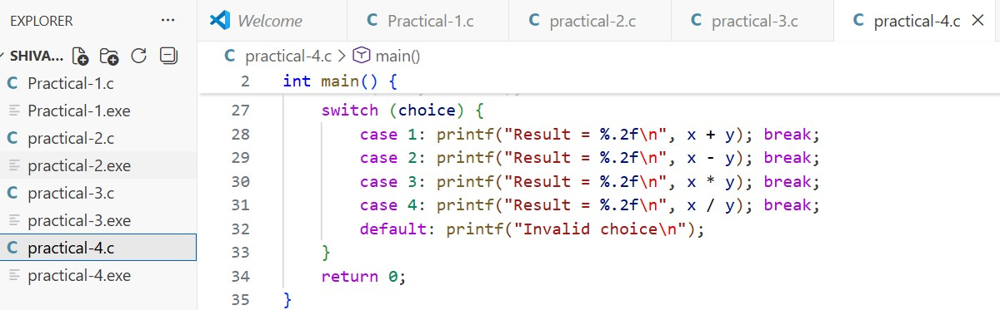 EXPLORER ...
SHIVA...
Practical-1.c
Practical-1.exe
practical-2.c
practical-2.exe
practical-3.c
practical-3.exe
practical-4.c
practical-4.exe
Welcome C Practical-1.c C practical-2.c C practical-3.c C practical-4.c
C practical-4.c > main()
2 int main() {
27 switch (choice) {
28 case 1: printf("Result = %.2f\n", x + y); break;
29 case 2: printf("Result = %.2f\n", x - y); break;
30 case 3: printf("Result = %.2f\n", x * y); break;
31 case 4: printf("Result = %.2f\n", x / y); break;
32 default: printf("Invalid choice\n");
33 }
34 return 0;
35 }